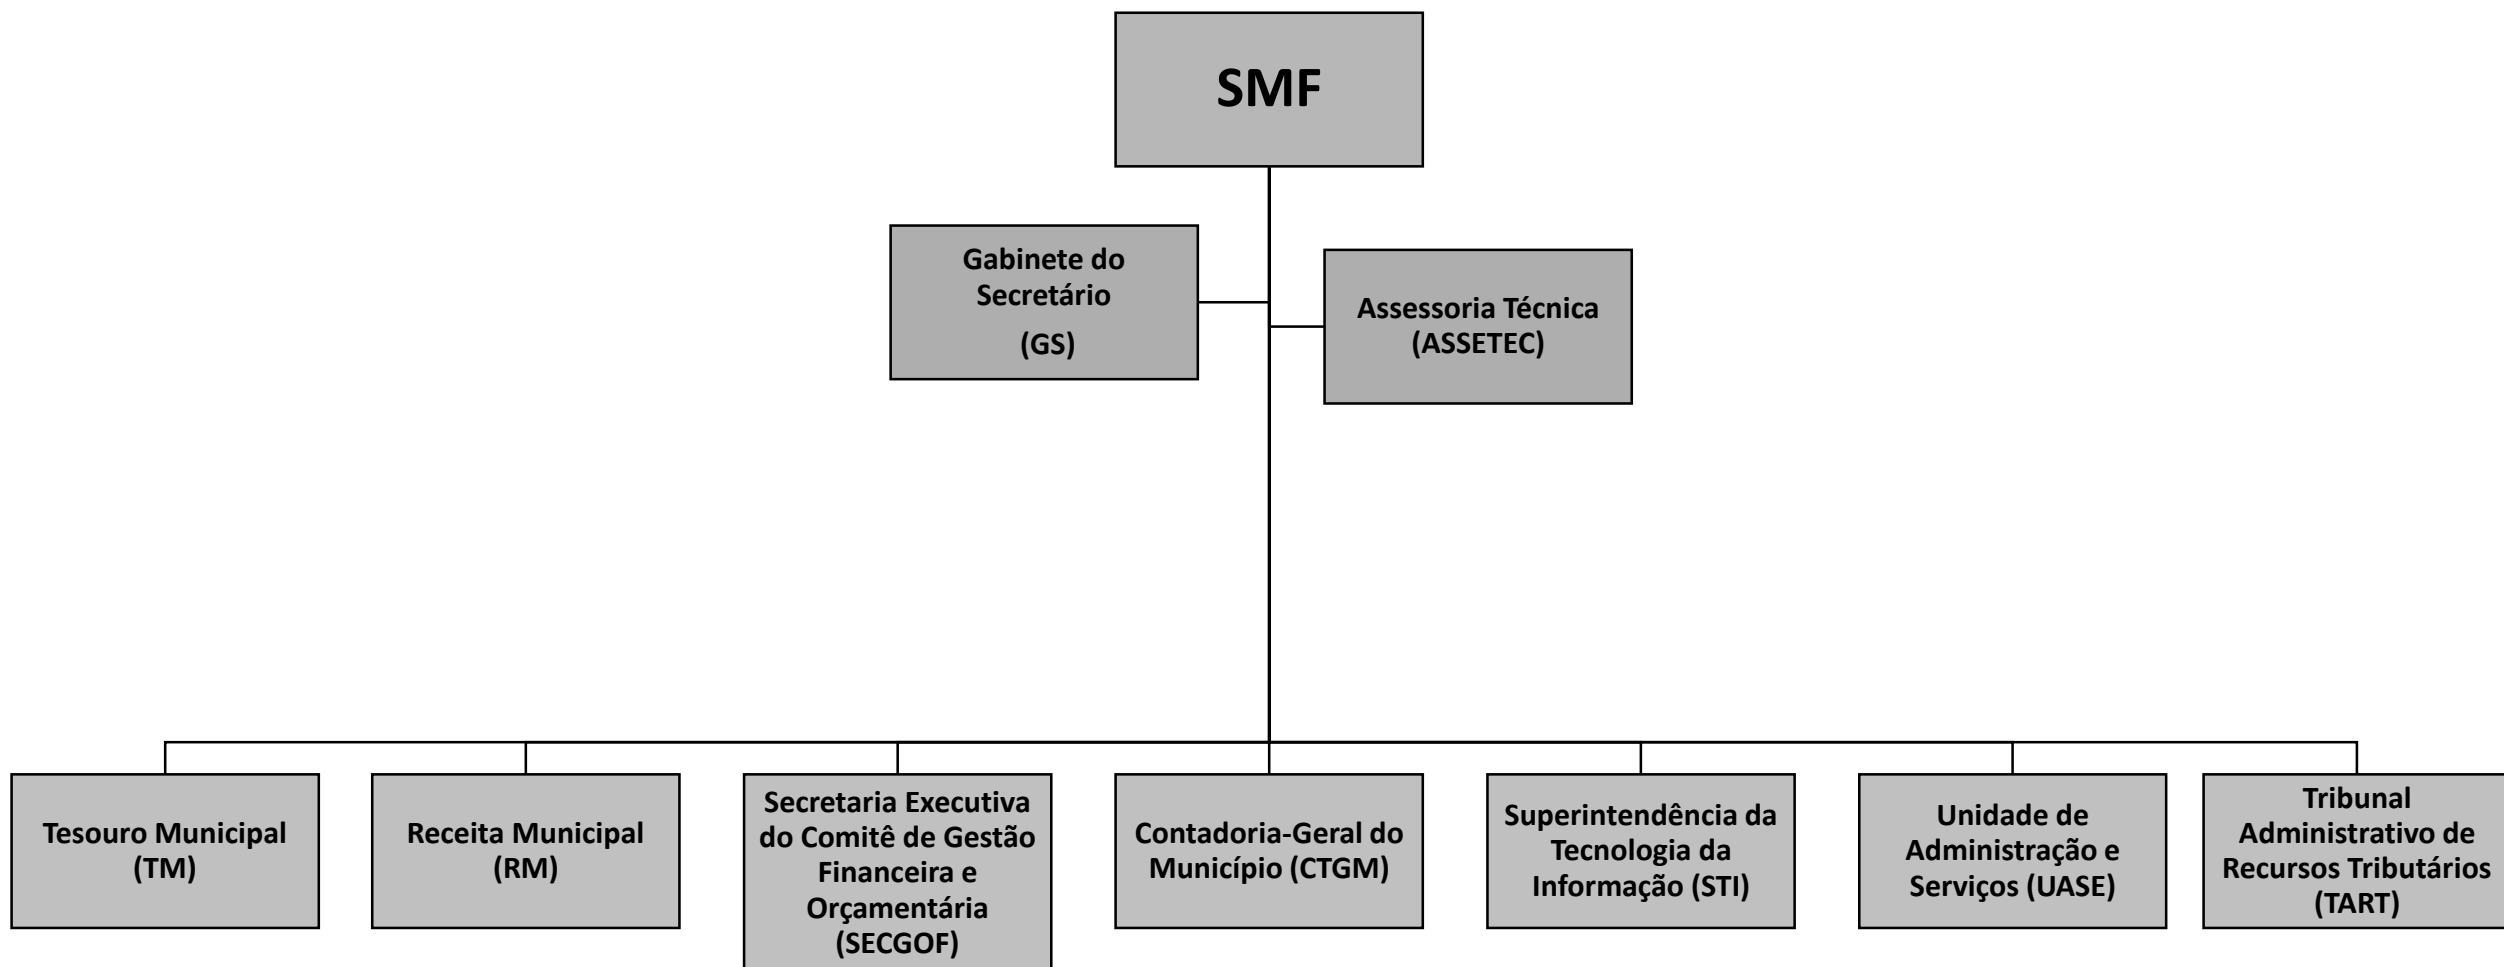 SMF
Gabinete do
Secretário
(GS)
Assessoria Técnica
(ASSETEC)
Tesouro Municipal
(TM)
Receita Municipal
(RM)
Secretaria Executiva
do Comitê de Gestão
Financeira e
Orçamentária
(SECGOF)
Contadoria-Geral do
Município (CTGM)
Superintendência da
Tecnologia da
Informação (STI)
Unidade de
Administração e
Serviços (UASE)
Tribunal
Administrativo de
Recursos Tributários
(TART)